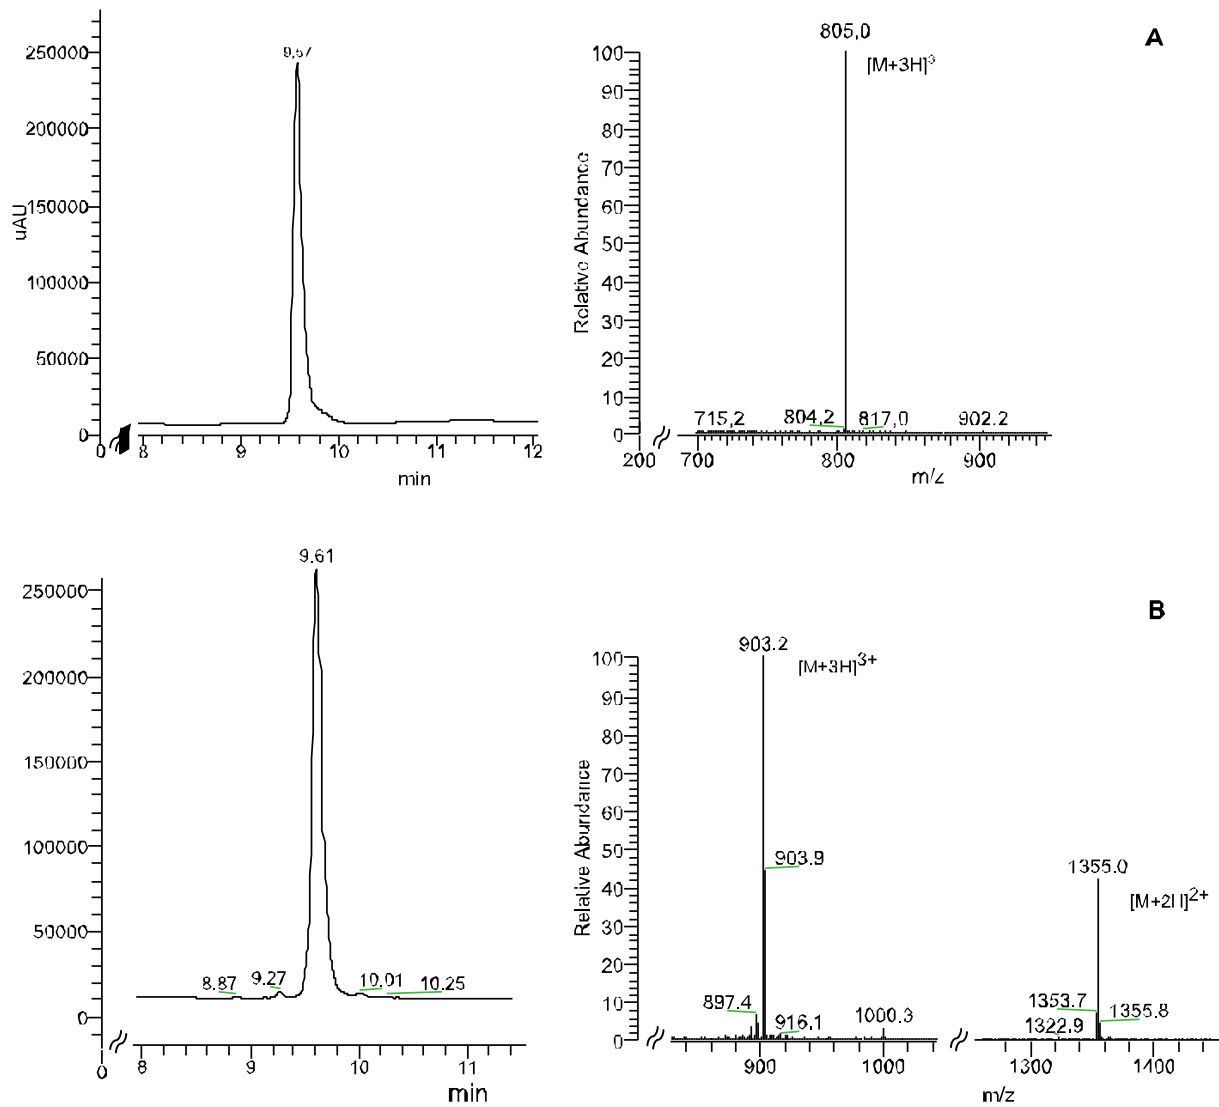 A
9,57
250000
200000
150000
100000
50000
0
uAU
0 8 9 10 11 12
min
805,0
[M+3H]3
100
90
80
70
60
50
40
30
20
10
0
Relative Abundance
715,2 804,2 817,0 902.2
200 700 800 900
m/z
B
9.61
250000
200000
150000
100000
50000
0
8.87 9.27 10.01 10.25
0 8 9 10 11
min
903.2
[M+3H]3+
100
90
80
70
60
50
40
30
20
10
0
Relative Abundance
903.9
1355.0
[M+2H]2+
897.4 916,1 1000.3
1353.7 1355.8
1322.9
900 1000 1300 1400
m/z